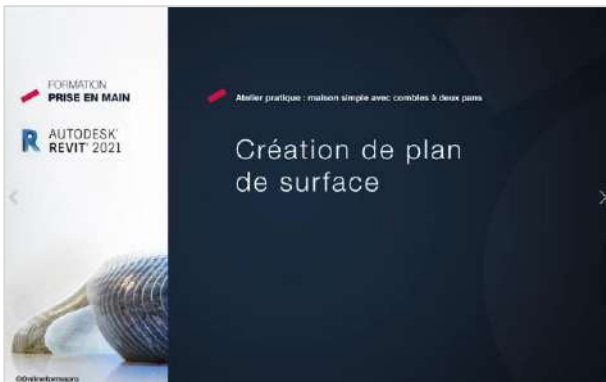 FORMATION
PRISE EN MAIN
AUTODESK®
REVIT® 2021
Atelier pratique : maison simple avec combles à deux pans
Création de plan
de surface
©Onlineformapro